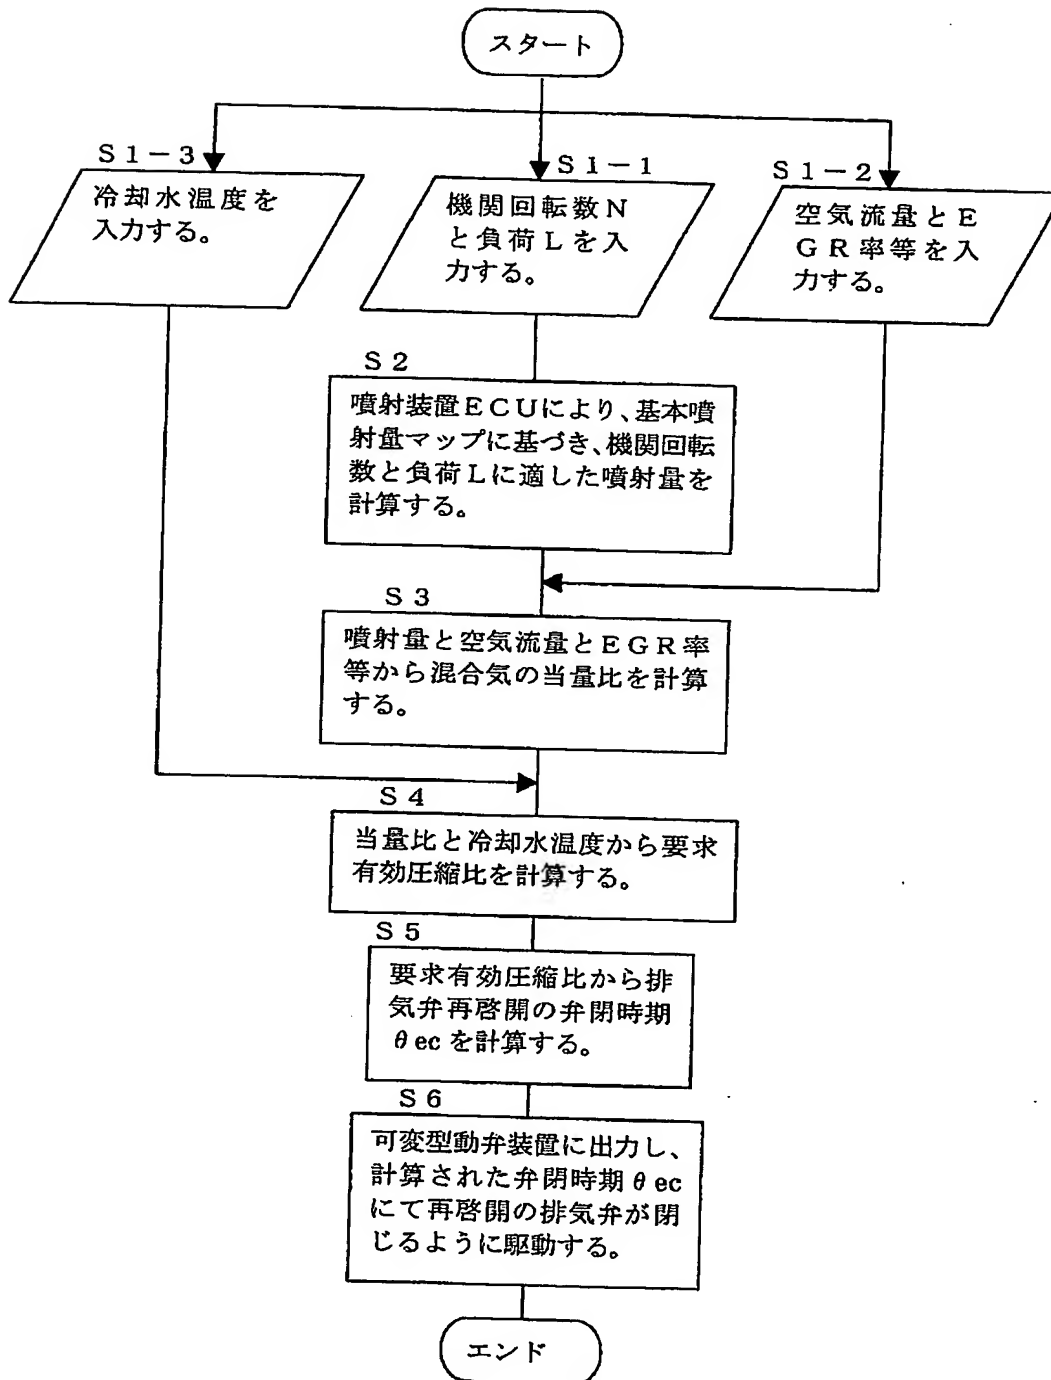 スタート
S1-3
冷却水温度を
入力する。
S1-1
機関回転数N
と負荷Lを入
力する。
S1-2
空気流量とE
GR率等を入
力する。
S2
噴射装置ECUにより、基本噴
射量マップに基づき、機関回転
数と負荷Lに適した噴射量を
計算する。
S3
噴射量と空気流量とEGR率
等から混合気の当量比を計算
する。
S4
当量比と冷却水温度から要求
有効圧縮比を計算する。
S5
要求有効圧縮比から排
気弁再啓開の弁閉時期
θecを計算する。
S6
可変型動弁装置に出力し、
計算された弁閉時期θec
にて再啓開の排気弁が閉
じるように駆動する。
エンド